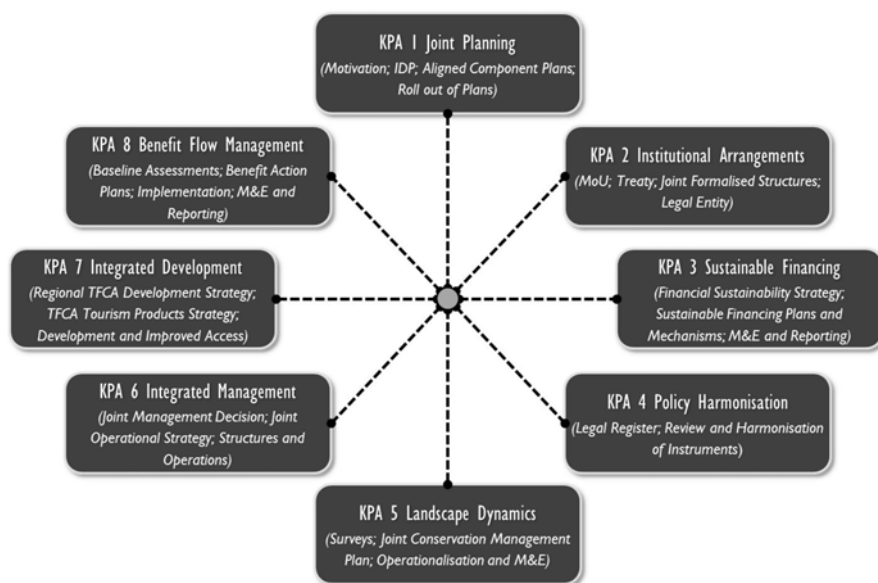 KPA 1 Joint Planning
(Motivation; IDP; Aligned Component Plans;
Roll out of Plans)
KPA 2 Institutional Arrangements
(MoU; Treaty; Joint Formalised Structures;
Legal Entity)
KPA 3 Sustainable Financing
(Financial Sustainability Strategy;
Sustainable Financing Plans and
Mechanisms; M&E and Reporting)
KPA 4 Policy Harmonisation
(Legal Register; Review and Harmonisation
of Instruments)
KPA 5 Landscape Dynamics
(Surveys; Joint Conservation Management
Plan; Operationalisation and M&E)
KPA 6 Integrated Management
(Joint Management Decision; Joint
Operational Strategy; Structures and
Operations)
KPA 7 Integrated Development
(Regional TFCA Development Strategy;
TFCA Tourism Products Strategy;
Development and Improved Access)
KPA 8 Benefit Flow Management
(Baseline Assessments; Benefit Action
Plans; Implementation; M&E and
Reporting)